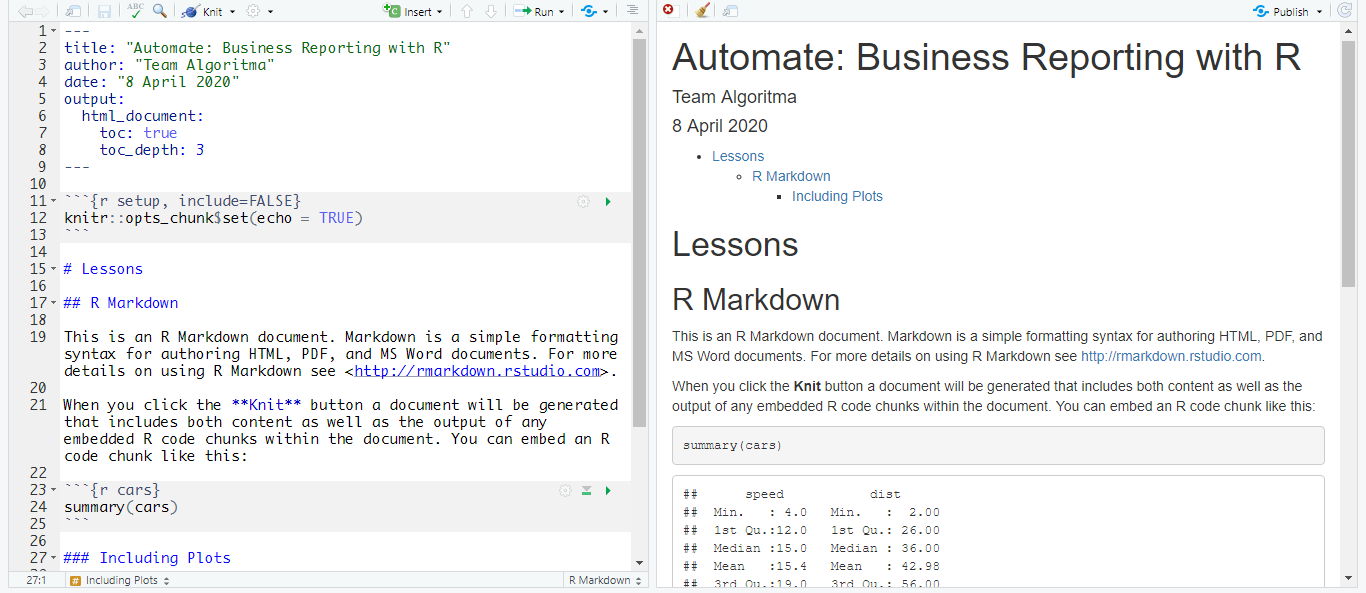 ABC
Knit
Insert
Run
1 ---
2 title: "Automate: Business Reporting with R"
3 author: "Team Algoritma"
4 date: "8 April 2020"
5 output:
6 html_document:
7 toc: true
8 toc_depth: 3
9 ---
10
11 ```{r setup, include=FALSE}
12 knitr::opts_chunk$set(echo = TRUE)
13 ```
14
15 # Lessons
16
17 ## R Markdown
18
19 This is an R Markdown document. Markdown is a simple formatting
syntax for authoring HTML, PDF, and MS Word documents. For more
details on using R Markdown see <http://rmarkdown.rstudio.com>.
20
21 When you click the **Knit** button a document will be generated
that includes both content as well as the output of any
embedded R code chunks within the document. You can embed an R
code chunk like this:
22
23 ```{r cars}
24 summary(cars)
25 ```
26
27 ### Including Plots
27:1 # Including Plots R Markdown
Publish
Automate: Business Reporting with R
Team Algoritma
8 April 2020
• Lessons
◦ R Markdown
▪ Including Plots
Lessons
R Markdown
This is an R Markdown document. Markdown is a simple formatting syntax for authoring HTML, PDF, and
MS Word documents. For more details on using R Markdown see http://rmarkdown.rstudio.com.
When you click the Knit button a document will be generated that includes both content as well as the
output of any embedded R code chunks within the document. You can embed an R code chunk like this:
summary(cars)
## speed dist
## Min. : 4.0 Min. : 2.00
## 1st Qu.:12.0 1st Qu.: 26.00
## Median :15.0 Median : 36.00
## Mean :15.4 Mean : 42.98
## 3rd Qu.:19.0 3rd Qu.: 56.00